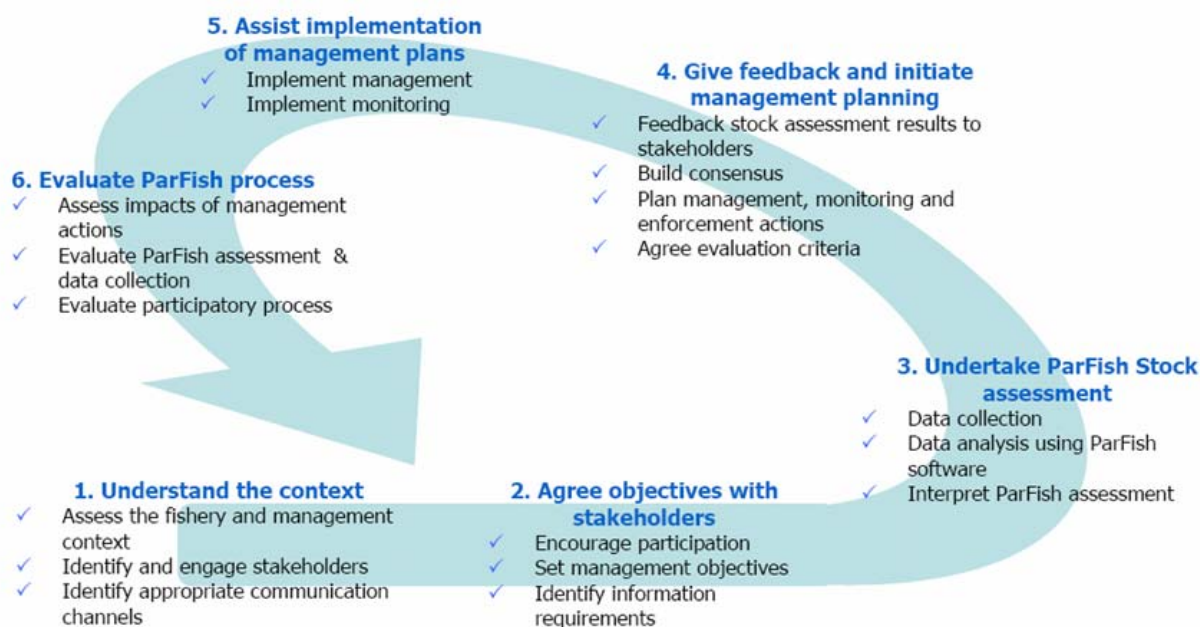 1. Understand the context
✓ Assess the fishery and management
context
✓ Identify and engage stakeholders
✓ Identify appropriate communication
channels
2. Agree objectives with
stakeholders
✓ Encourage participation
✓ Set management objectives
✓ Identify information
requirements
3. Undertake ParFish Stock
assessment
✓ Data collection
✓ Data analysis using ParFish
software
✓ Interpret ParFish assessment
4. Give feedback and initiate
management planning
✓ Feedback stock assessment results to
stakeholders
✓ Build consensus
✓ Plan management, monitoring and
enforcement actions
✓ Agree evaluation criteria
5. Assist implementation
of management plans
✓ Implement management
✓ Implement monitoring
6. Evaluate ParFish process
✓ Assess impacts of management
actions
✓ Evaluate ParFish assessment &
data collection
✓ Evaluate participatory process